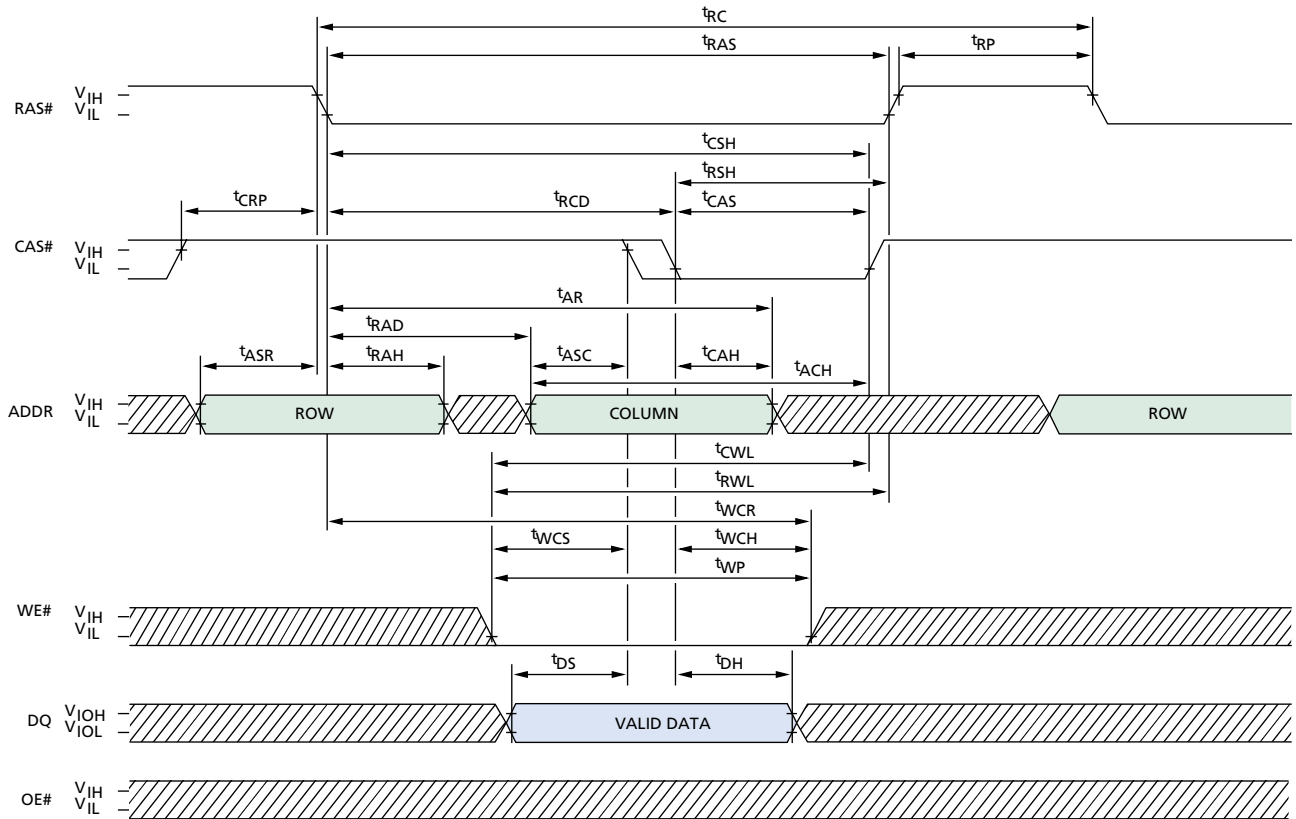 tRC
tRAS tRP
RAS# VIH
VIL
tCSH
tRSH
tCRP tRCD tCAS
CAS# VIH
VIL
tAR
tRAD
tASR tRAH tASC tCAH
tACH
ADDR VIH
VIL
ROW COLUMN ROW
tCWL
tRWL
tWCR
tWCS tWCH
tWP
WE# VIH
VIL
tDS tDH
DQ VIOH
VIOL
VALID DATA
OE# VIH
VIL